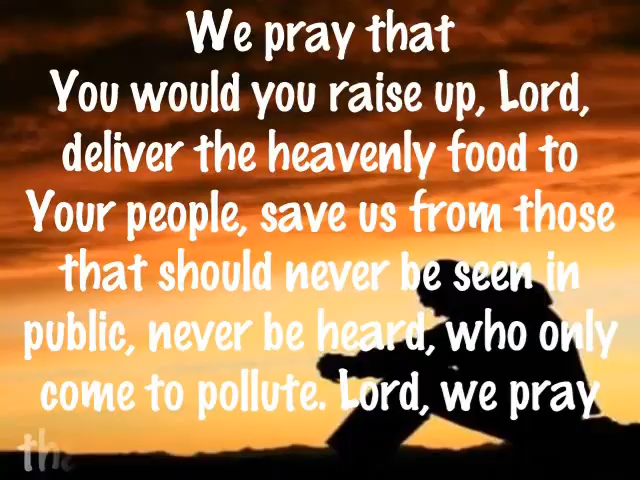 We pray that
You would you raise up, Lord,
deliver the heavenly food to
Your people, save us from those
that should never be seen in
public, never be heard, who only
come to pollute. Lord, we pray